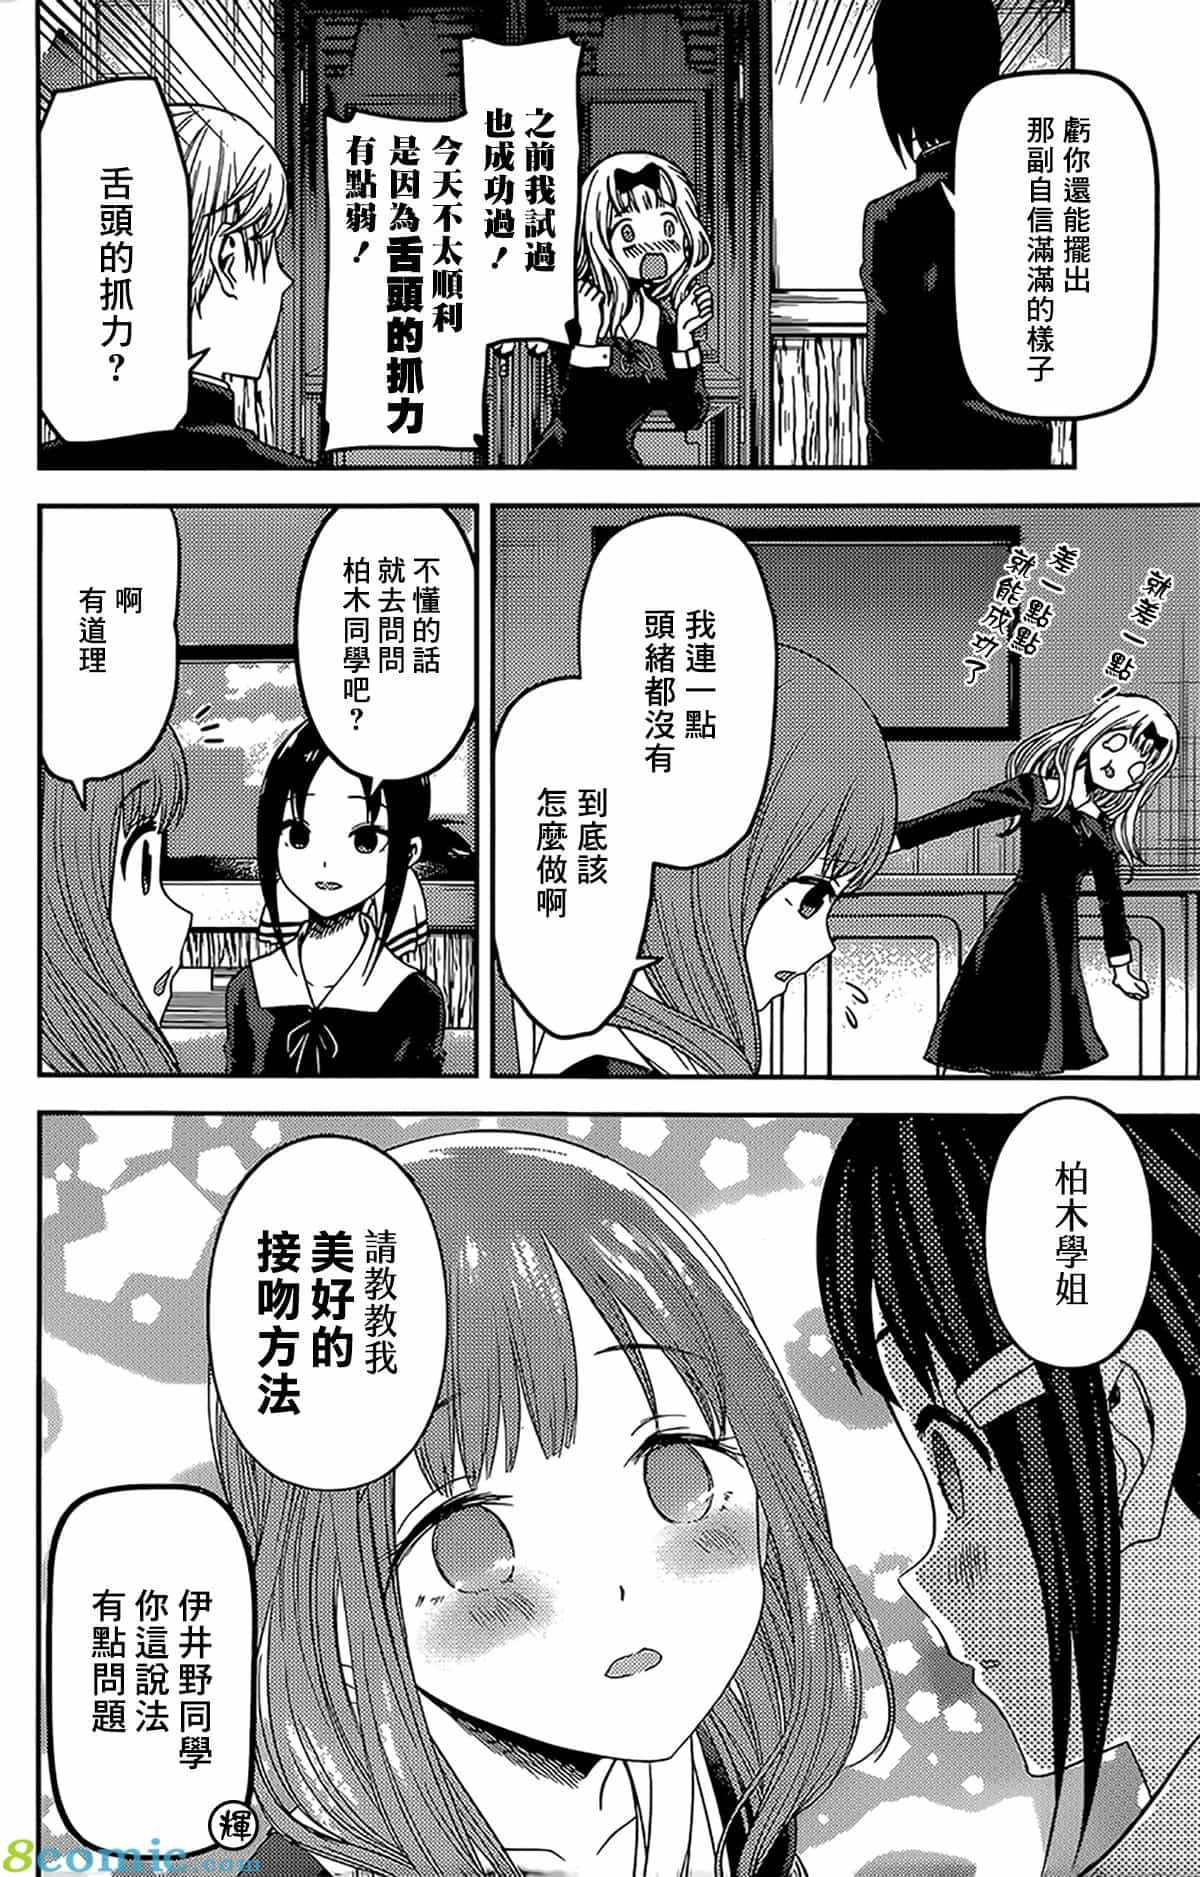 虧你還能擺出
那副自信滿滿的樣子
之前我試過
也成功過！
今天不太順利
是因為舌頭的抓力
有點弱！
舌頭的抓力？
就差一點！
差一點點
就能成功了
我連一點
頭緒都沒有
到底該
怎麼做啊
不懂的話
就去問問
柏木同學吧？
啊
有道理
柏木學姐
請教教我
美好的
接吻方法
伊井野同學
你這說法
有點問題
輝
8comic.com